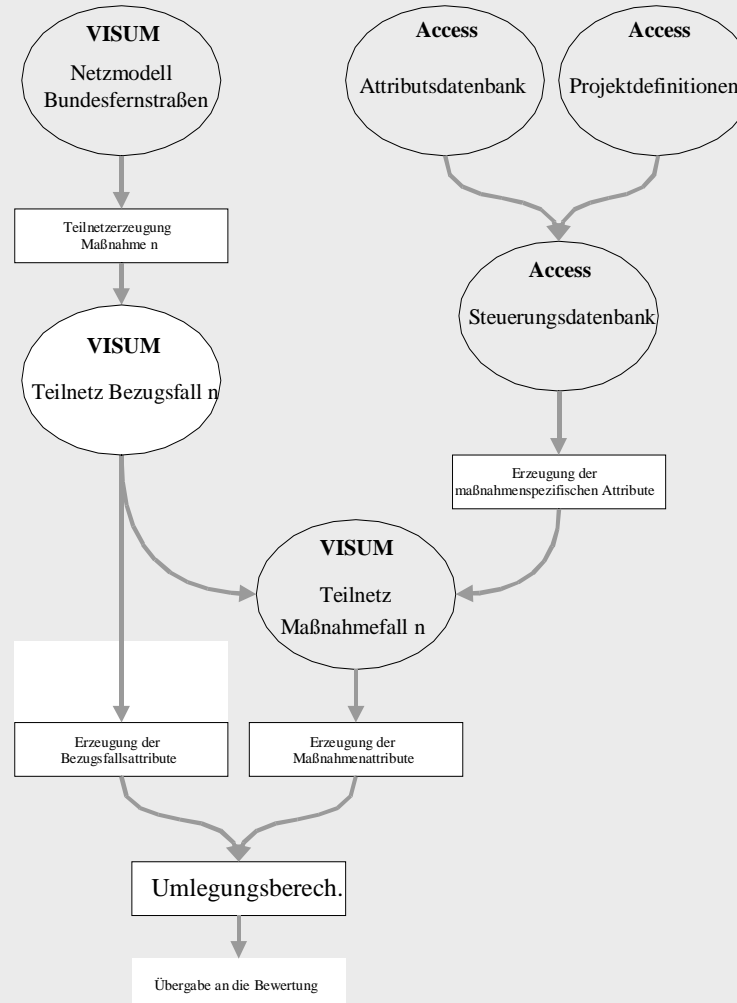 VISUM
Netzmodell
Bundesfernstraßen
Access
Attributsdatenbank
Access
Projektdefinitionen
Teilnetzerzeugung
Maßnahme n
Access
Steuerungsdatenbank
VISUM
Teilnetz Bezugsfall n
Erzeugung der
maßnahmenspezifischen Attribute
VISUM
Teilnetz
Maßnahmefall n
Erzeugung der
Bezugsfallsattribute
Erzeugung der
Maßnahmenattribute
Umlegungsberech.
Übergabe an die Bewertung